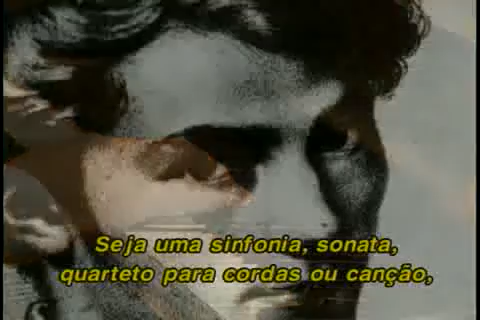 Seja uma sinfonia, sonata,
quarteto para cordas ou canção,